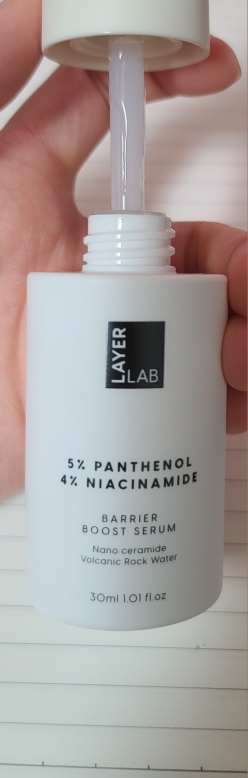 LAYER
LAB
5% PANTHENOL
4% NIACINAMIDE
BARRIER
BOOST SERUM
Nano ceramide
Volcanic Rock Water
30ml 1.01 fl.oz